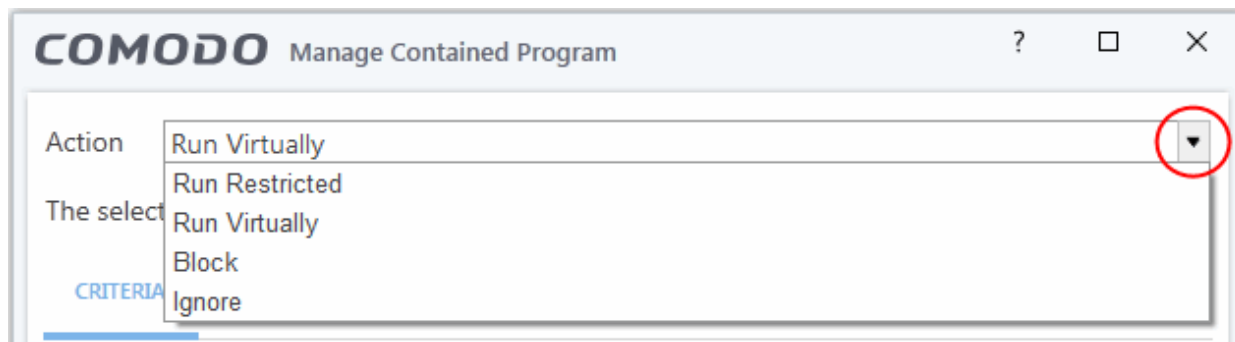 COMODO Manage Contained Program ?
Action Run Virtually
Run Restricted
The select
Run Virtually
Block
CRITERIA
Ignore